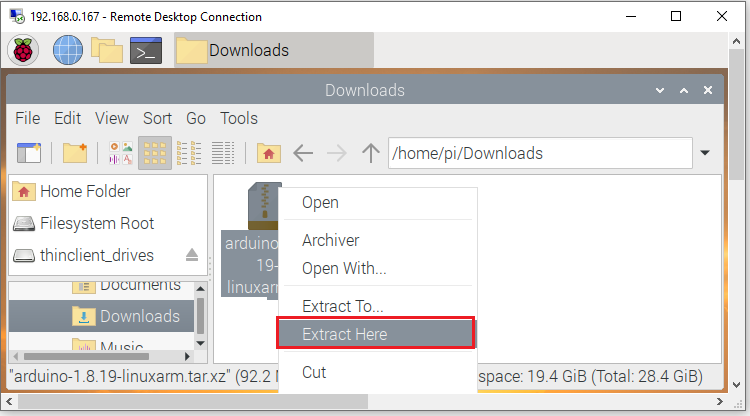 192.168.0.167 - Remote Desktop Connection
Downloads
Downloads
File Edit View Sort Go Tools
/home/pi/Downloads
Home Folder
Filesystem Root
thinclient_drives
Documents
Downloads
Music
arduino-
19-
linuxarm
Open
Archiver
Open With...
Extract To...
Extract Here
Cut
"arduino-1.8.19-linuxarm.tar.xz" (92.2 M
space: 19.4 GiB (Total: 28.4 GiB)